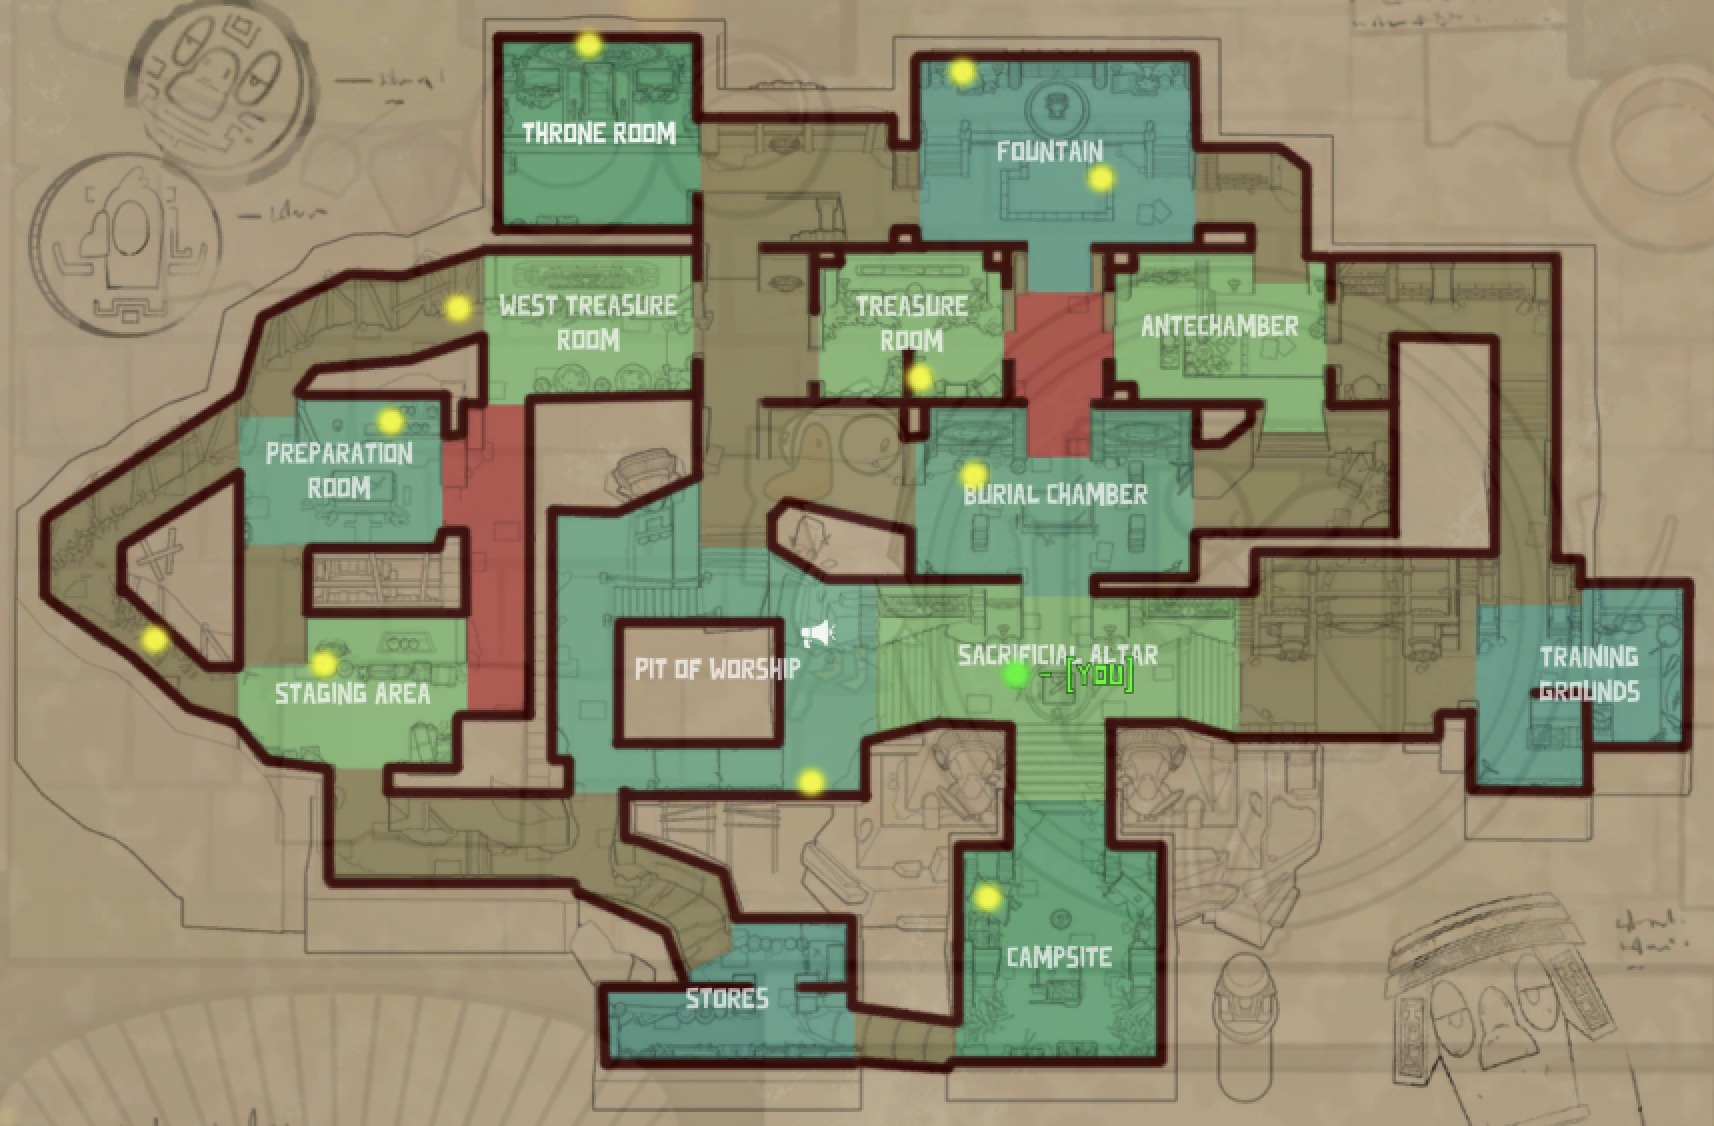 THRONE ROOM
FOUNTAIN
WEST TREASURE
ROOM
TREASURE
ROOM
ANTECHAMBER
PREPARATION
ROOM
BURIAL CHAMBER
PIT OF WORSHIP
SACRIFICIAL ALTAR
- [YOU]
TRAINING
GROUNDS
STAGING AREA
CAMPSITE
STORES